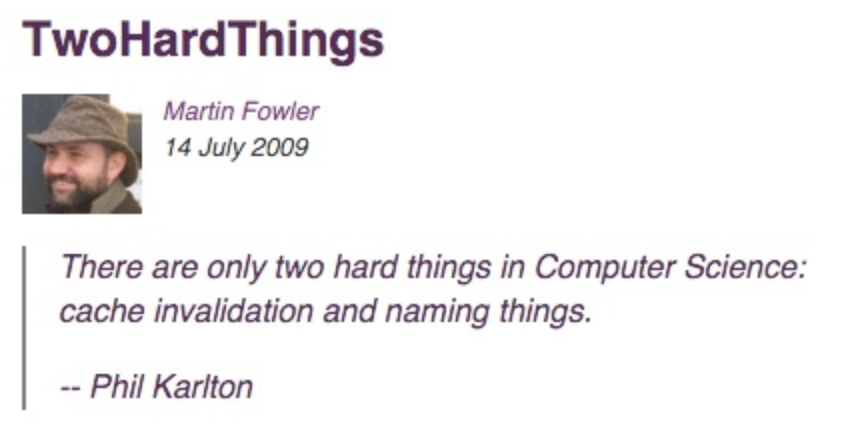 TwoHardThings
Martin Fowler
14 July 2009
There are only two hard things in Computer Science:
cache invalidation and naming things.
-- Phil Karlton